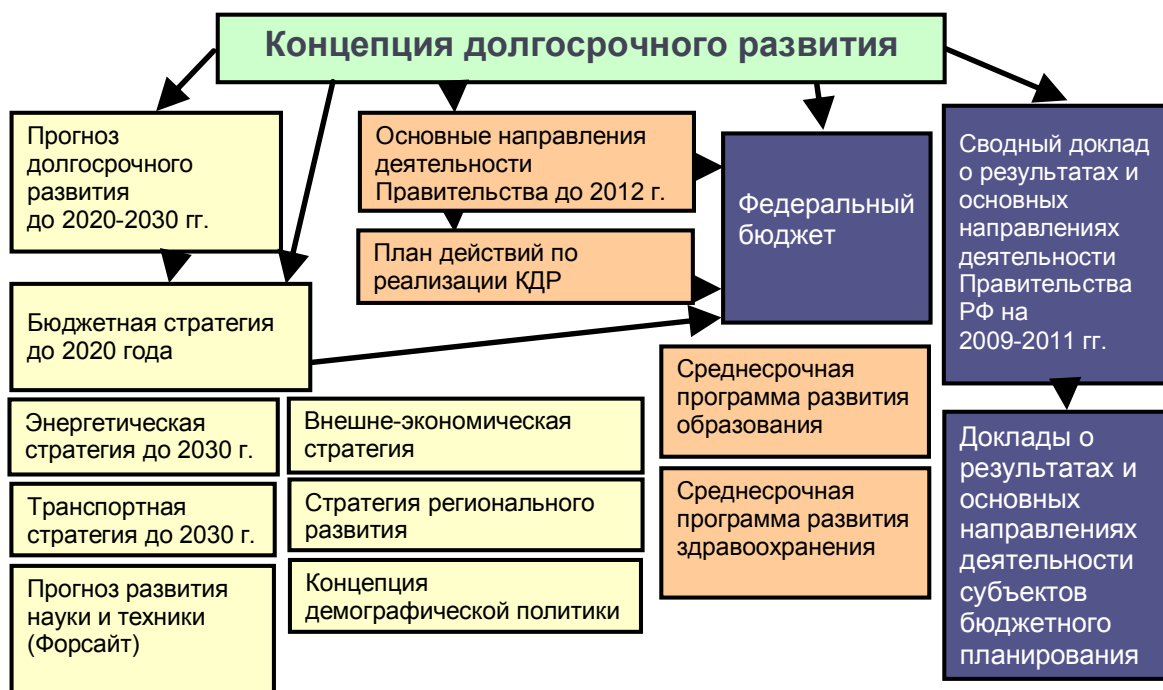 Концепция долгосрочного развития
Прогноз
долгосрочного
развития
до 2020-2030 гг.
Основные направления
деятельности
Правительства до 2012 г.
План действий по
реализации КДР
Федеральный
бюджет
Сводный доклад
о результатах и
основных
направлениях
деятельности
Правительства
РФ на
2009-2011 гг.
Бюджетная стратегия
до 2020 года
Энергетическая
стратегия до 2030 г.
Транспортная
стратегия до 2030 г.
Прогноз развития
науки и техники
(Форсайт)
Внешне-экономическая
стратегия
Стратегия регионального
развития
Концепция
демографической политики
Среднесрочная
программа развития
образования
Среднесрочная
программа развития
здравоохранения
Доклады о
результатах и
основных
направлениях
деятельности
субъектов
бюджетного
планирования